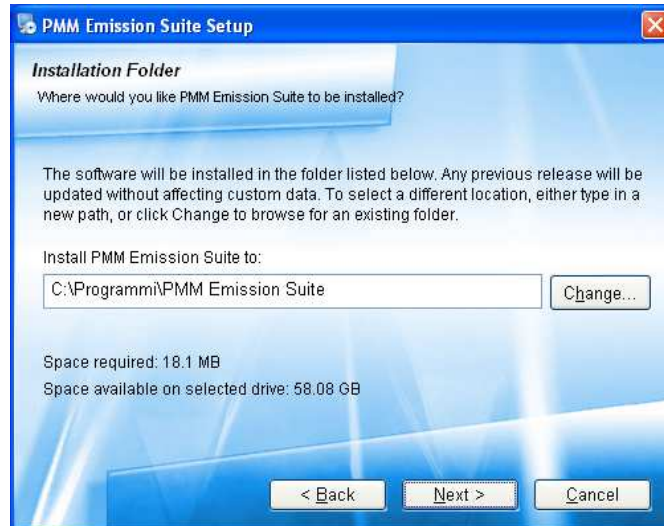 PMM Emission Suite Setup
Installation Folder
Where would you like PMM Emission Suite to be installed?
The software will be installed in the folder listed below. Any previous release will be
updated without affecting custom data. To select a different location, either type in a
new path, or click Change to browse for an existing folder.
Install PMM Emission Suite to:
C:\Programmi\PMM Emission Suite
Change...
Space required: 18.1 MB
Space available on selected drive: 58.08 GB
< Back
Next >
Cancel